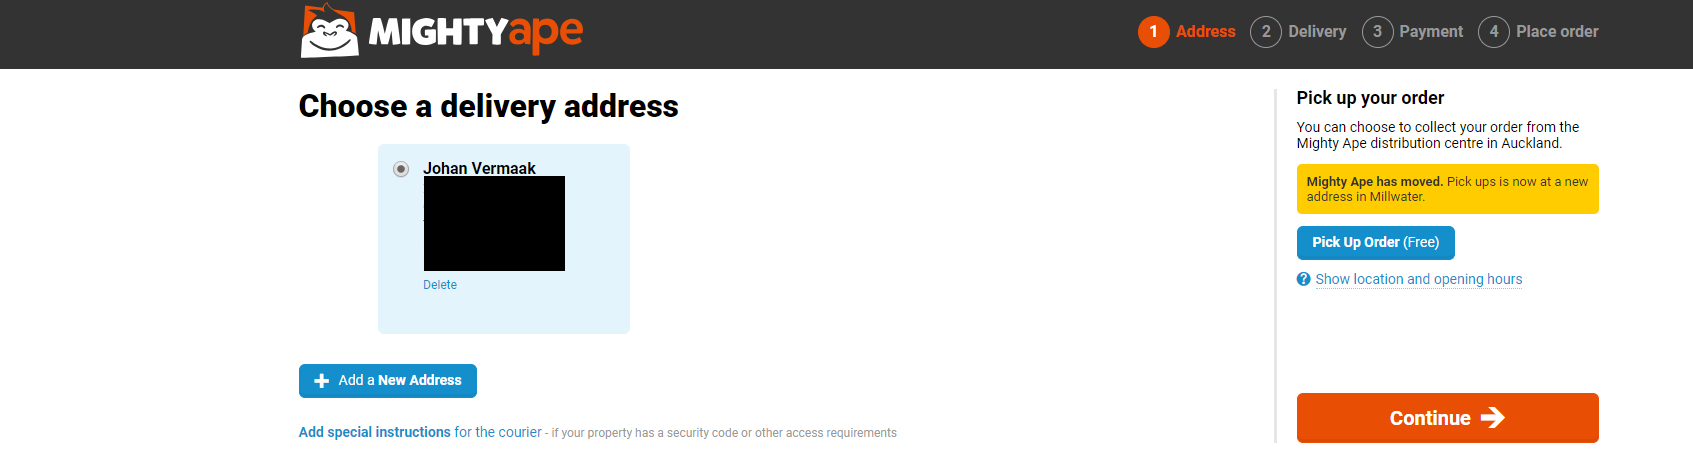 MIGHTYape
1 Address 2 Delivery 3 Payment 4 Place order
Choose a delivery address
Johan Vermaak
Delete
+ Add a New Address
Add special instructions for the courier - if your property has a security code or other access requirements
Pick up your order
You can choose to collect your order from the
Mighty Ape distribution centre in Auckland.
Mighty Ape has moved. Pick ups is now at a new
address in Millwater.
Pick Up Order (Free)
? Show location and opening hours
Continue